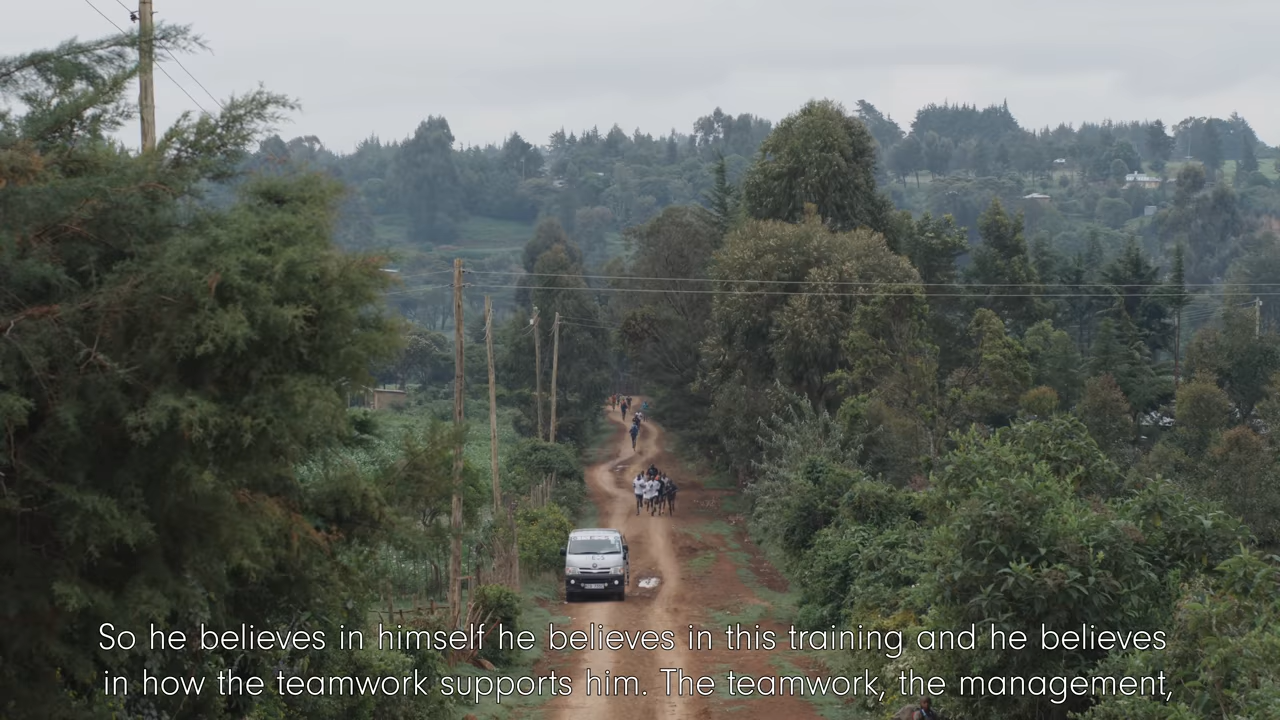 So he believes in himself he believes in this training and he believes
in how the teamwork supports him. The teamwork, the management,